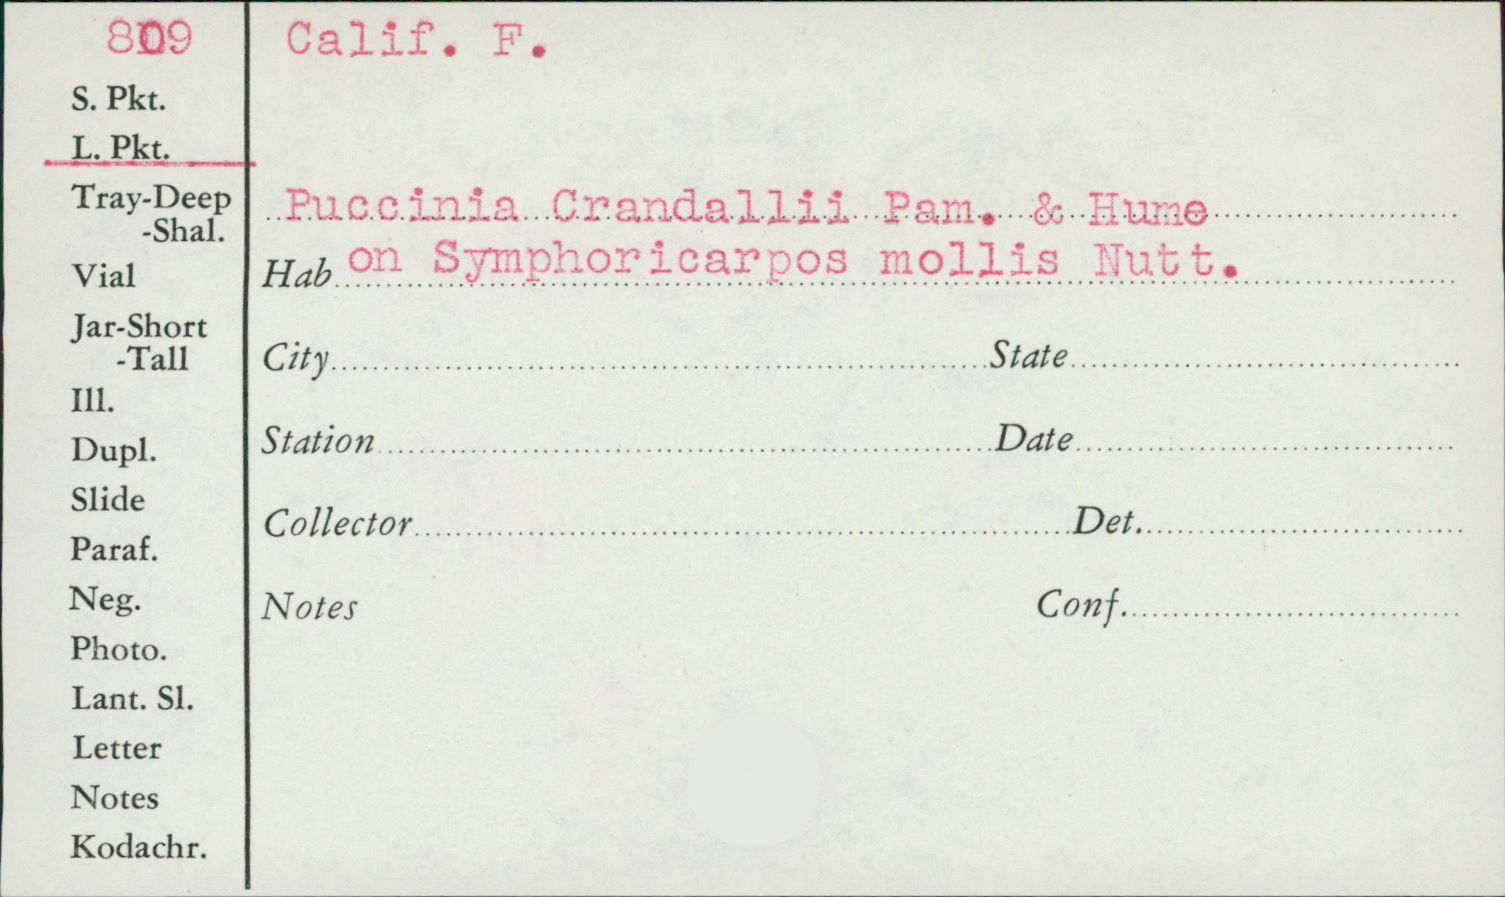 809
Calif. F.
S. Pkt.
L. Pkt.
Tray-Deep
-Shal.
Puccinia Crandallii Pam. & Hume
Vial
Hab on Symphoricarpos mollis Nutt.
Jar-Short
-Tall
City State
Ill.
Dupl.
Station Date
Slide
Paraf.
Collector Det.
Neg.
Notes Conf.
Photo.
Lant. Sl.
Letter
Notes
Kodachr.